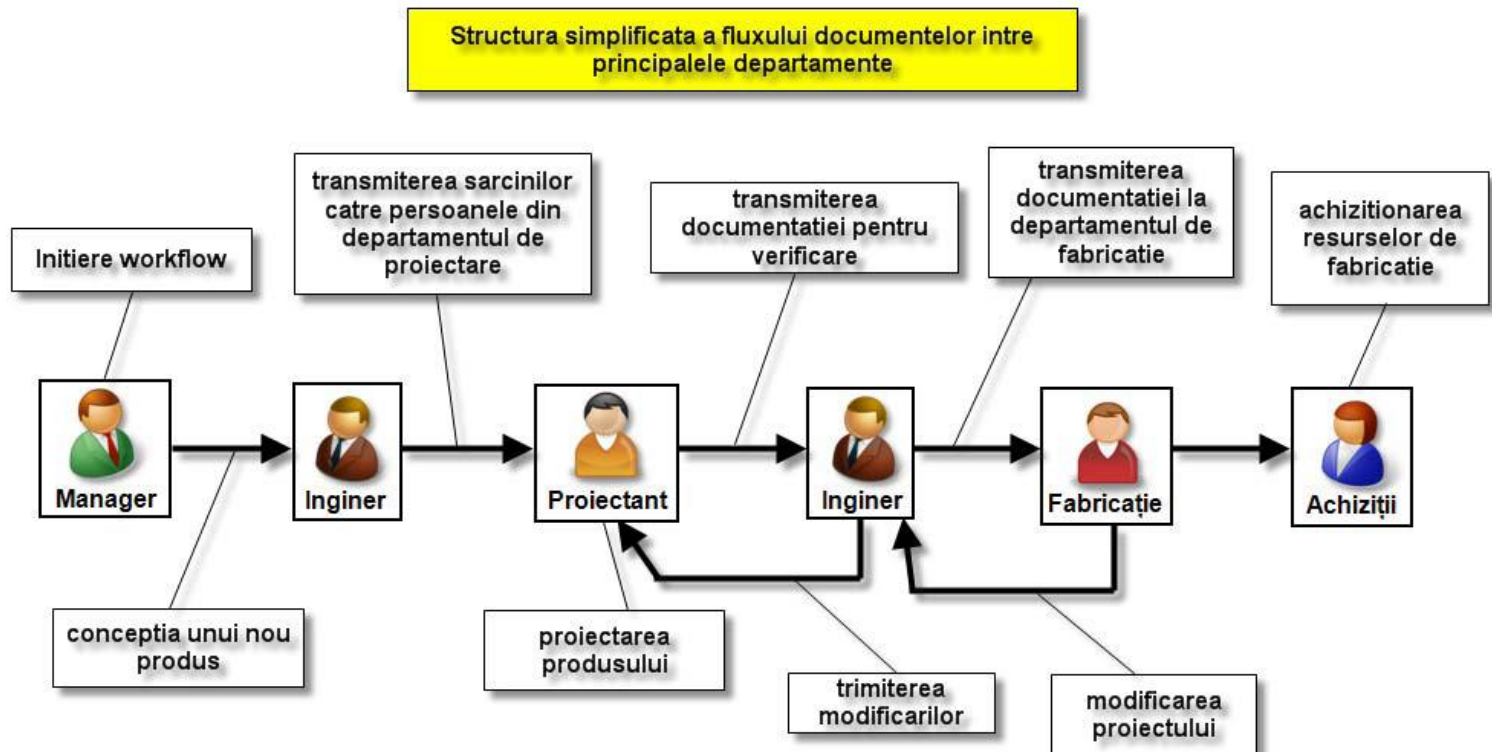 Structura simplificata a fluxului documentelor intre
principalele departamente
Initiere workflow
transmiterea sarcinilor
catre persoanele din
departamentul de
proiectare
transmiterea
documentatiei pentru
verificare
transmiterea
documentatiei la
departamentul de
fabricatie
achizitionarea
resurselor de
fabricatie
Manager
Inginer
Proiectant
Inginer
Fabricație
Achiziții
conceptia unui nou
produs
proiectarea
produsului
trimiterea
modificarilor
modificarea
proiectului